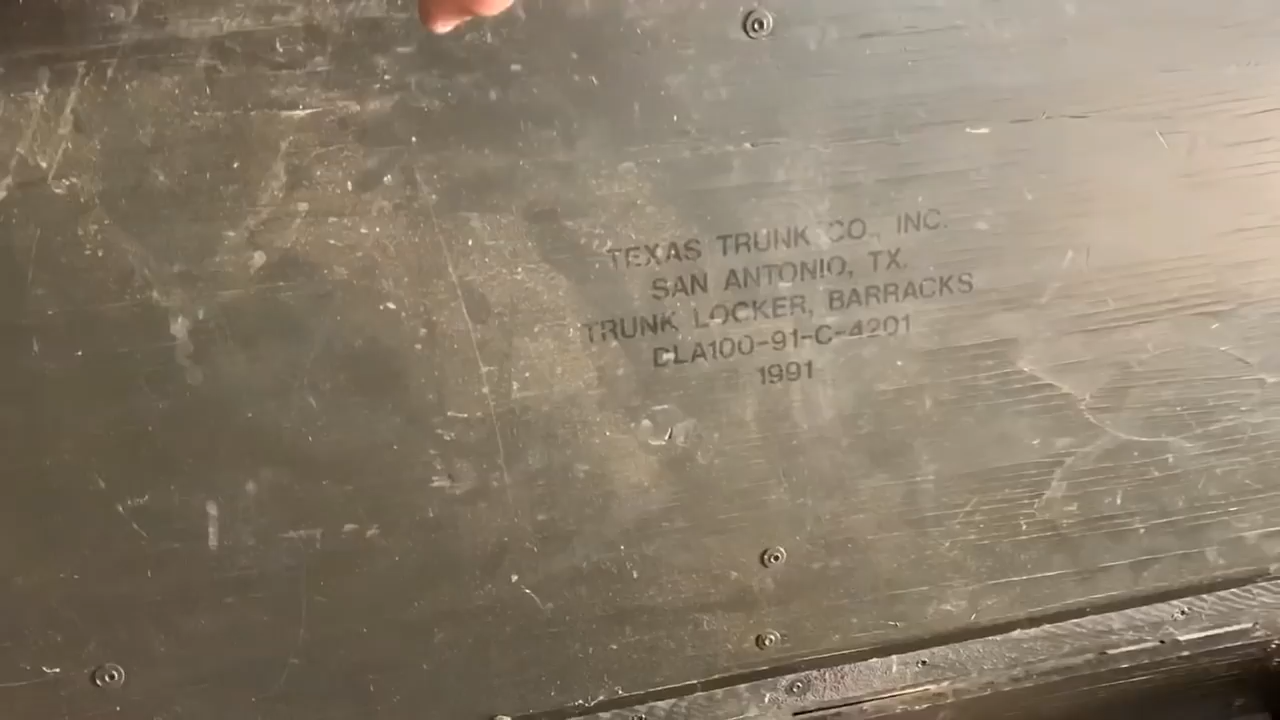 TEXAS TRUNK CO., INC.
SAN ANTONIO, TX.
TRUNK LOCKER, BARRACKS
DLA100-91-C-4201
1991